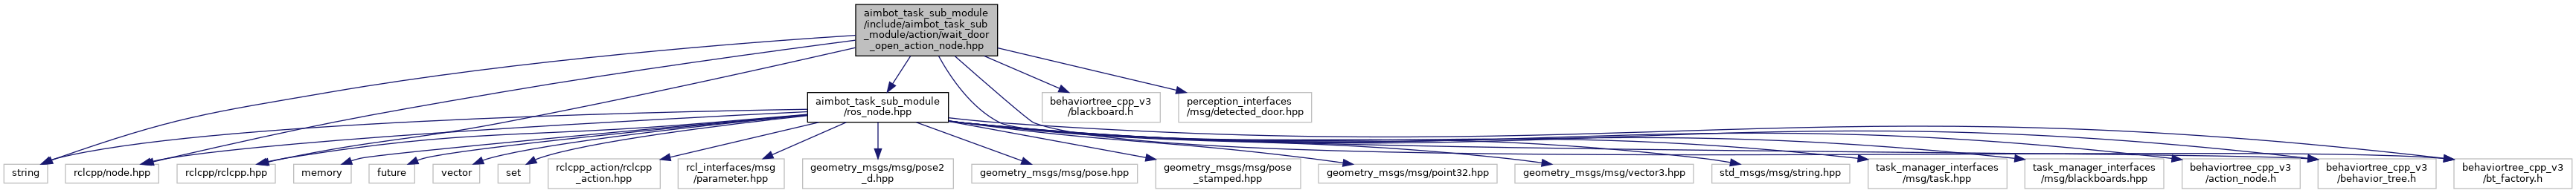 aimbot_task_sub_module
/include/aimbot_task_sub
_module/action/wait_door
_open_action_node.hpp
aimbot_task_sub_module
/ros_node.hpp
behaviortree_cpp_v3
/blackboard.h
perception_interfaces
/msg/detected_door.hpp
string
rclcpp/node.hpp
rclcpp/rclcpp.hpp
memory
future
vector
set
rclcpp_action/rclcpp
_action.hpp
rcl_interfaces/msg
/parameter.hpp
geometry_msgs/msg/pose2
_d.hpp
geometry_msgs/msg/pose.hpp
geometry_msgs/msg/pose
_stamped.hpp
geometry_msgs/msg/point32.hpp
geometry_msgs/msg/vector3.hpp
std_msgs/msg/string.hpp
task_manager_interfaces
/msg/task.hpp
task_manager_interfaces
/msg/blackboards.hpp
behaviortree_cpp_v3
/action_node.h
behaviortree_cpp_v3
/behavior_tree.h
behaviortree_cpp_v3
/bt_factory.h